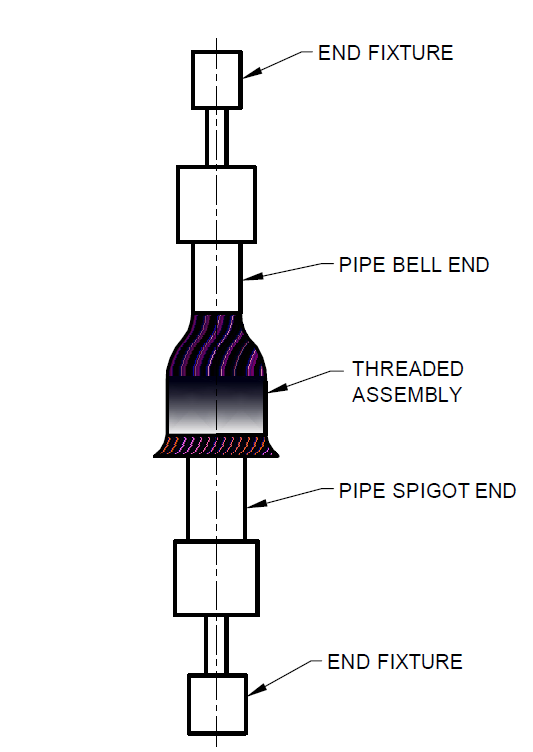 END FIXTURE
PIPE BELL END
THREADED
ASSEMBLY
PIPE SPIGOT END
END FIXTURE